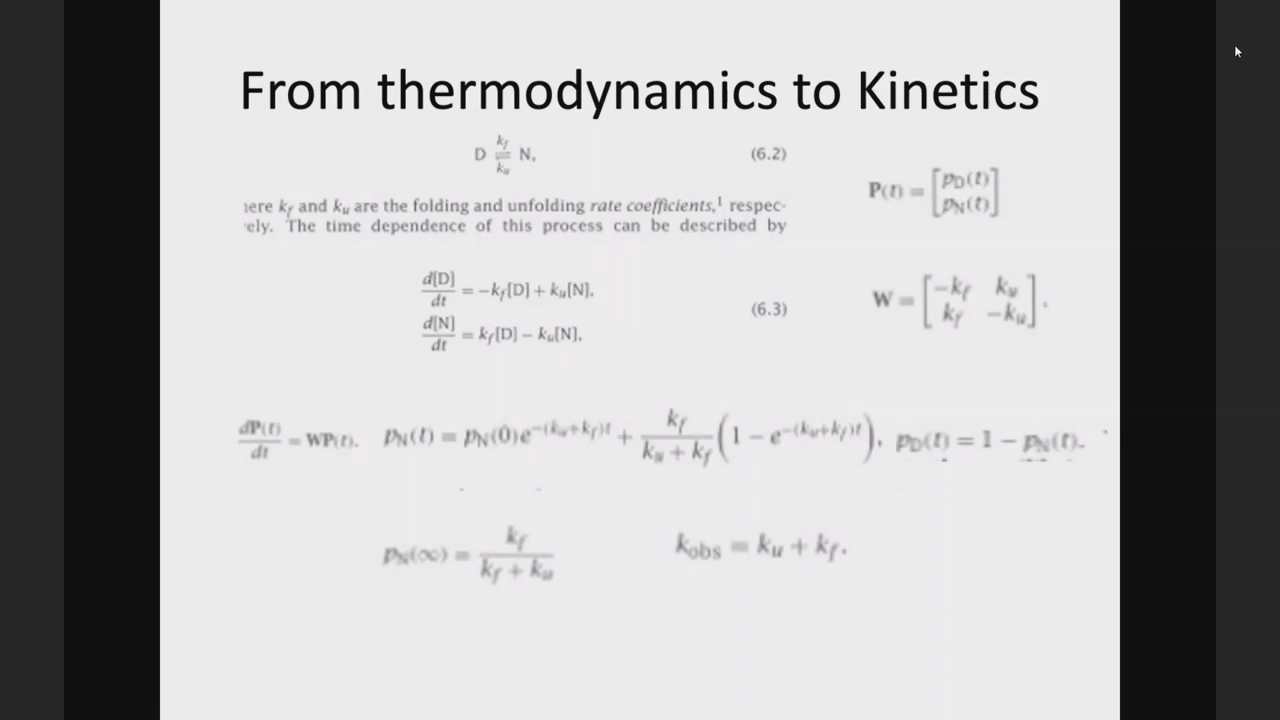 From thermodynamics to Kinetics
D ⇌ N, (6.2)
k_f
k_u
P(t) = [p_D(t) p_N(t)]
here k_f and k_u are the folding and unfolding rate coefficients,¹ respec-
ely. The time dependence of this process can be described by
d[D]/dt = −k_f[D] + k_u[N],
(6.3)
d[N]/dt = k_f[D] − k_u[N],
W = [−k_f k_u k_f −k_u].
dP(t)/dt = WP(t). p_N(t) = p_N(0)e^−(k_u+k_f)t + k_f/(k_u + k_f) (1 − e^−(k_u+k_f)t), p_D(t) = 1 − p_N(t).
p_N(∞) = k_f/(k_f + k_u) k_obs = k_u + k_f.